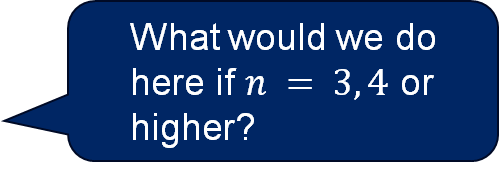 What would we do
here if n = 3, 4 or
higher?